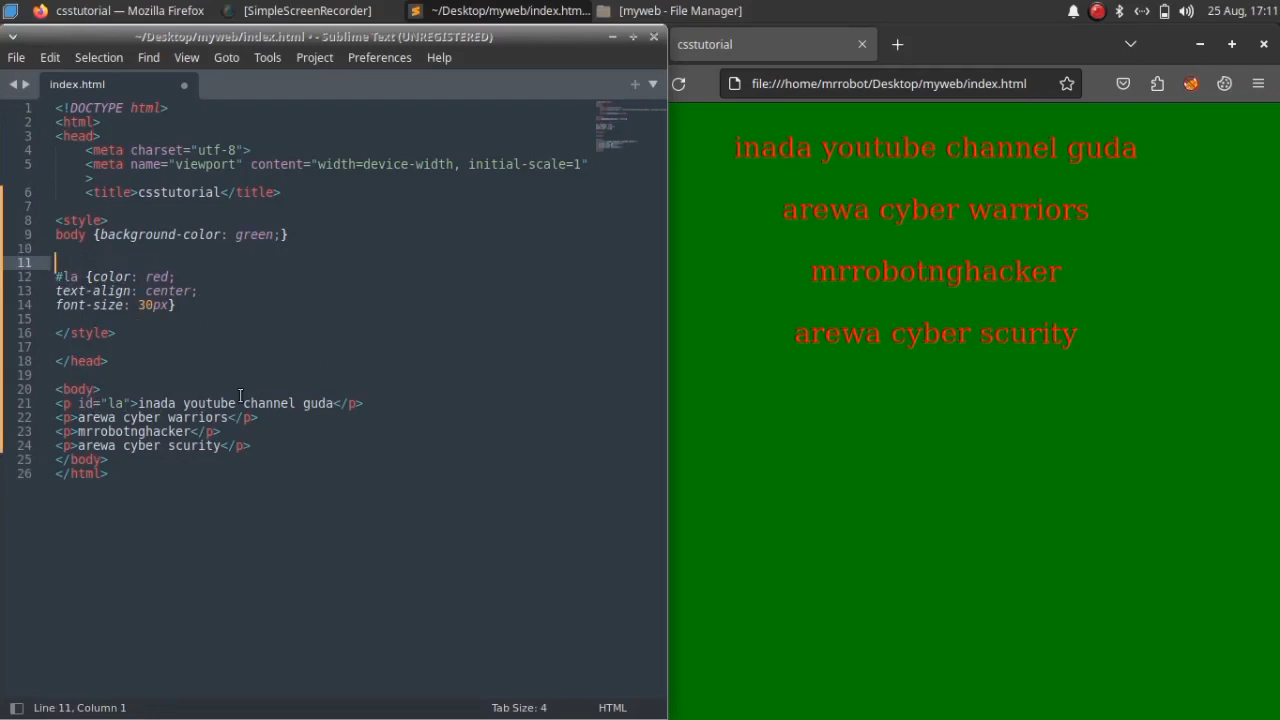 csstutorial — Mozilla Firefox
[SimpleScreenRecorder]
~/Desktop/myweb/index.htm...
[myweb - File Manager]
25 Aug, 17:11
~/Desktop/myweb/index.html • - Sublime Text (UNREGISTERED)
File Edit Selection Find View Goto Tools Project Preferences Help
index.html
1 <!DOCTYPE html>
2 <html>
3 <head>
4 <meta charset="utf-8">
5 <meta name="viewport" content="width=device-width, initial-scale=1"
>
6 <title>csstutorial</title>
7
8 <style>
9 body {background-color: green;}
10
11
12 #la {color: red;
13 text-align: center;
14 font-size: 30px}
15
16 </style>
17
18 </head>
19
20 <body>
21 <p id="la">inada youtube channel guda</p>
22 <p>arewa cyber warriors</p>
23 <p>mrrobotnghacker</p>
24 <p>arewa cyber scurity</p>
25 </body>
26 </html>
Line 11, Column 1
Tab Size: 4
HTML
csstutorial
file:///home/mrrobot/Desktop/myweb/index.html
inada youtube channel guda
arewa cyber warriors
mrrobotnghacker
arewa cyber scurity